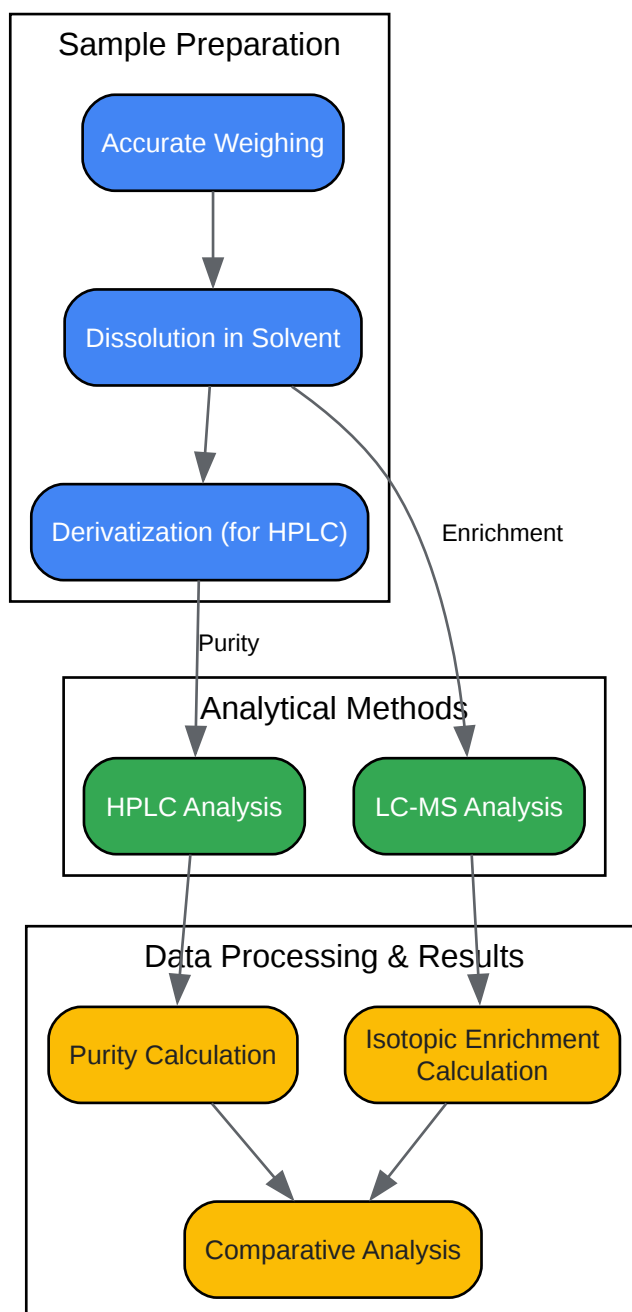 Sample Preparation
Accurate Weighing
Dissolution in Solvent
Derivatization (for HPLC)
Enrichment
Purity
Analytical Methods
HPLC Analysis
LC-MS Analysis
Data Processing & Results
Purity Calculation
Isotopic Enrichment
Calculation
Comparative Analysis